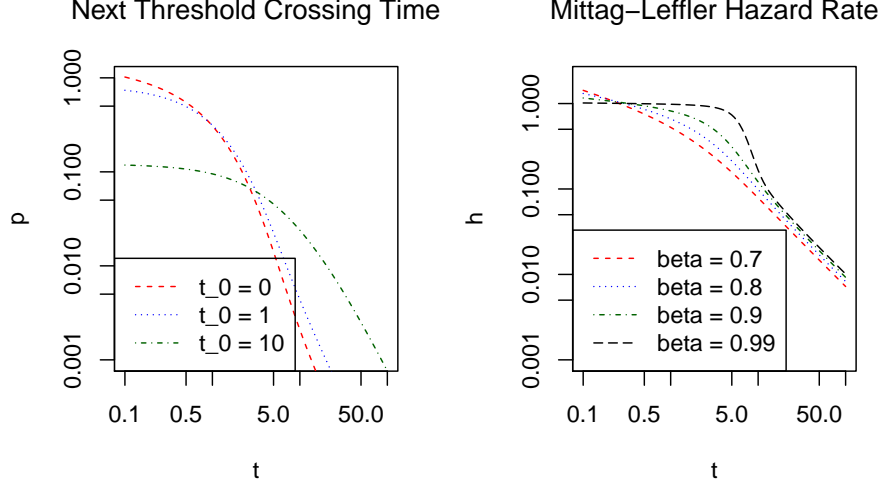 Next Threshold Crossing Time
p
1.000
0.100
0.010
0.001
t_0 = 0
t_0 = 1
t_0 = 10
0.1 0.5 5.0 50.0
t
Mittag−Leffler Hazard Rate
h
1.000
0.100
0.010
0.001
beta = 0.7
beta = 0.8
beta = 0.9
beta = 0.99
0.1 0.5 5.0 50.0
t